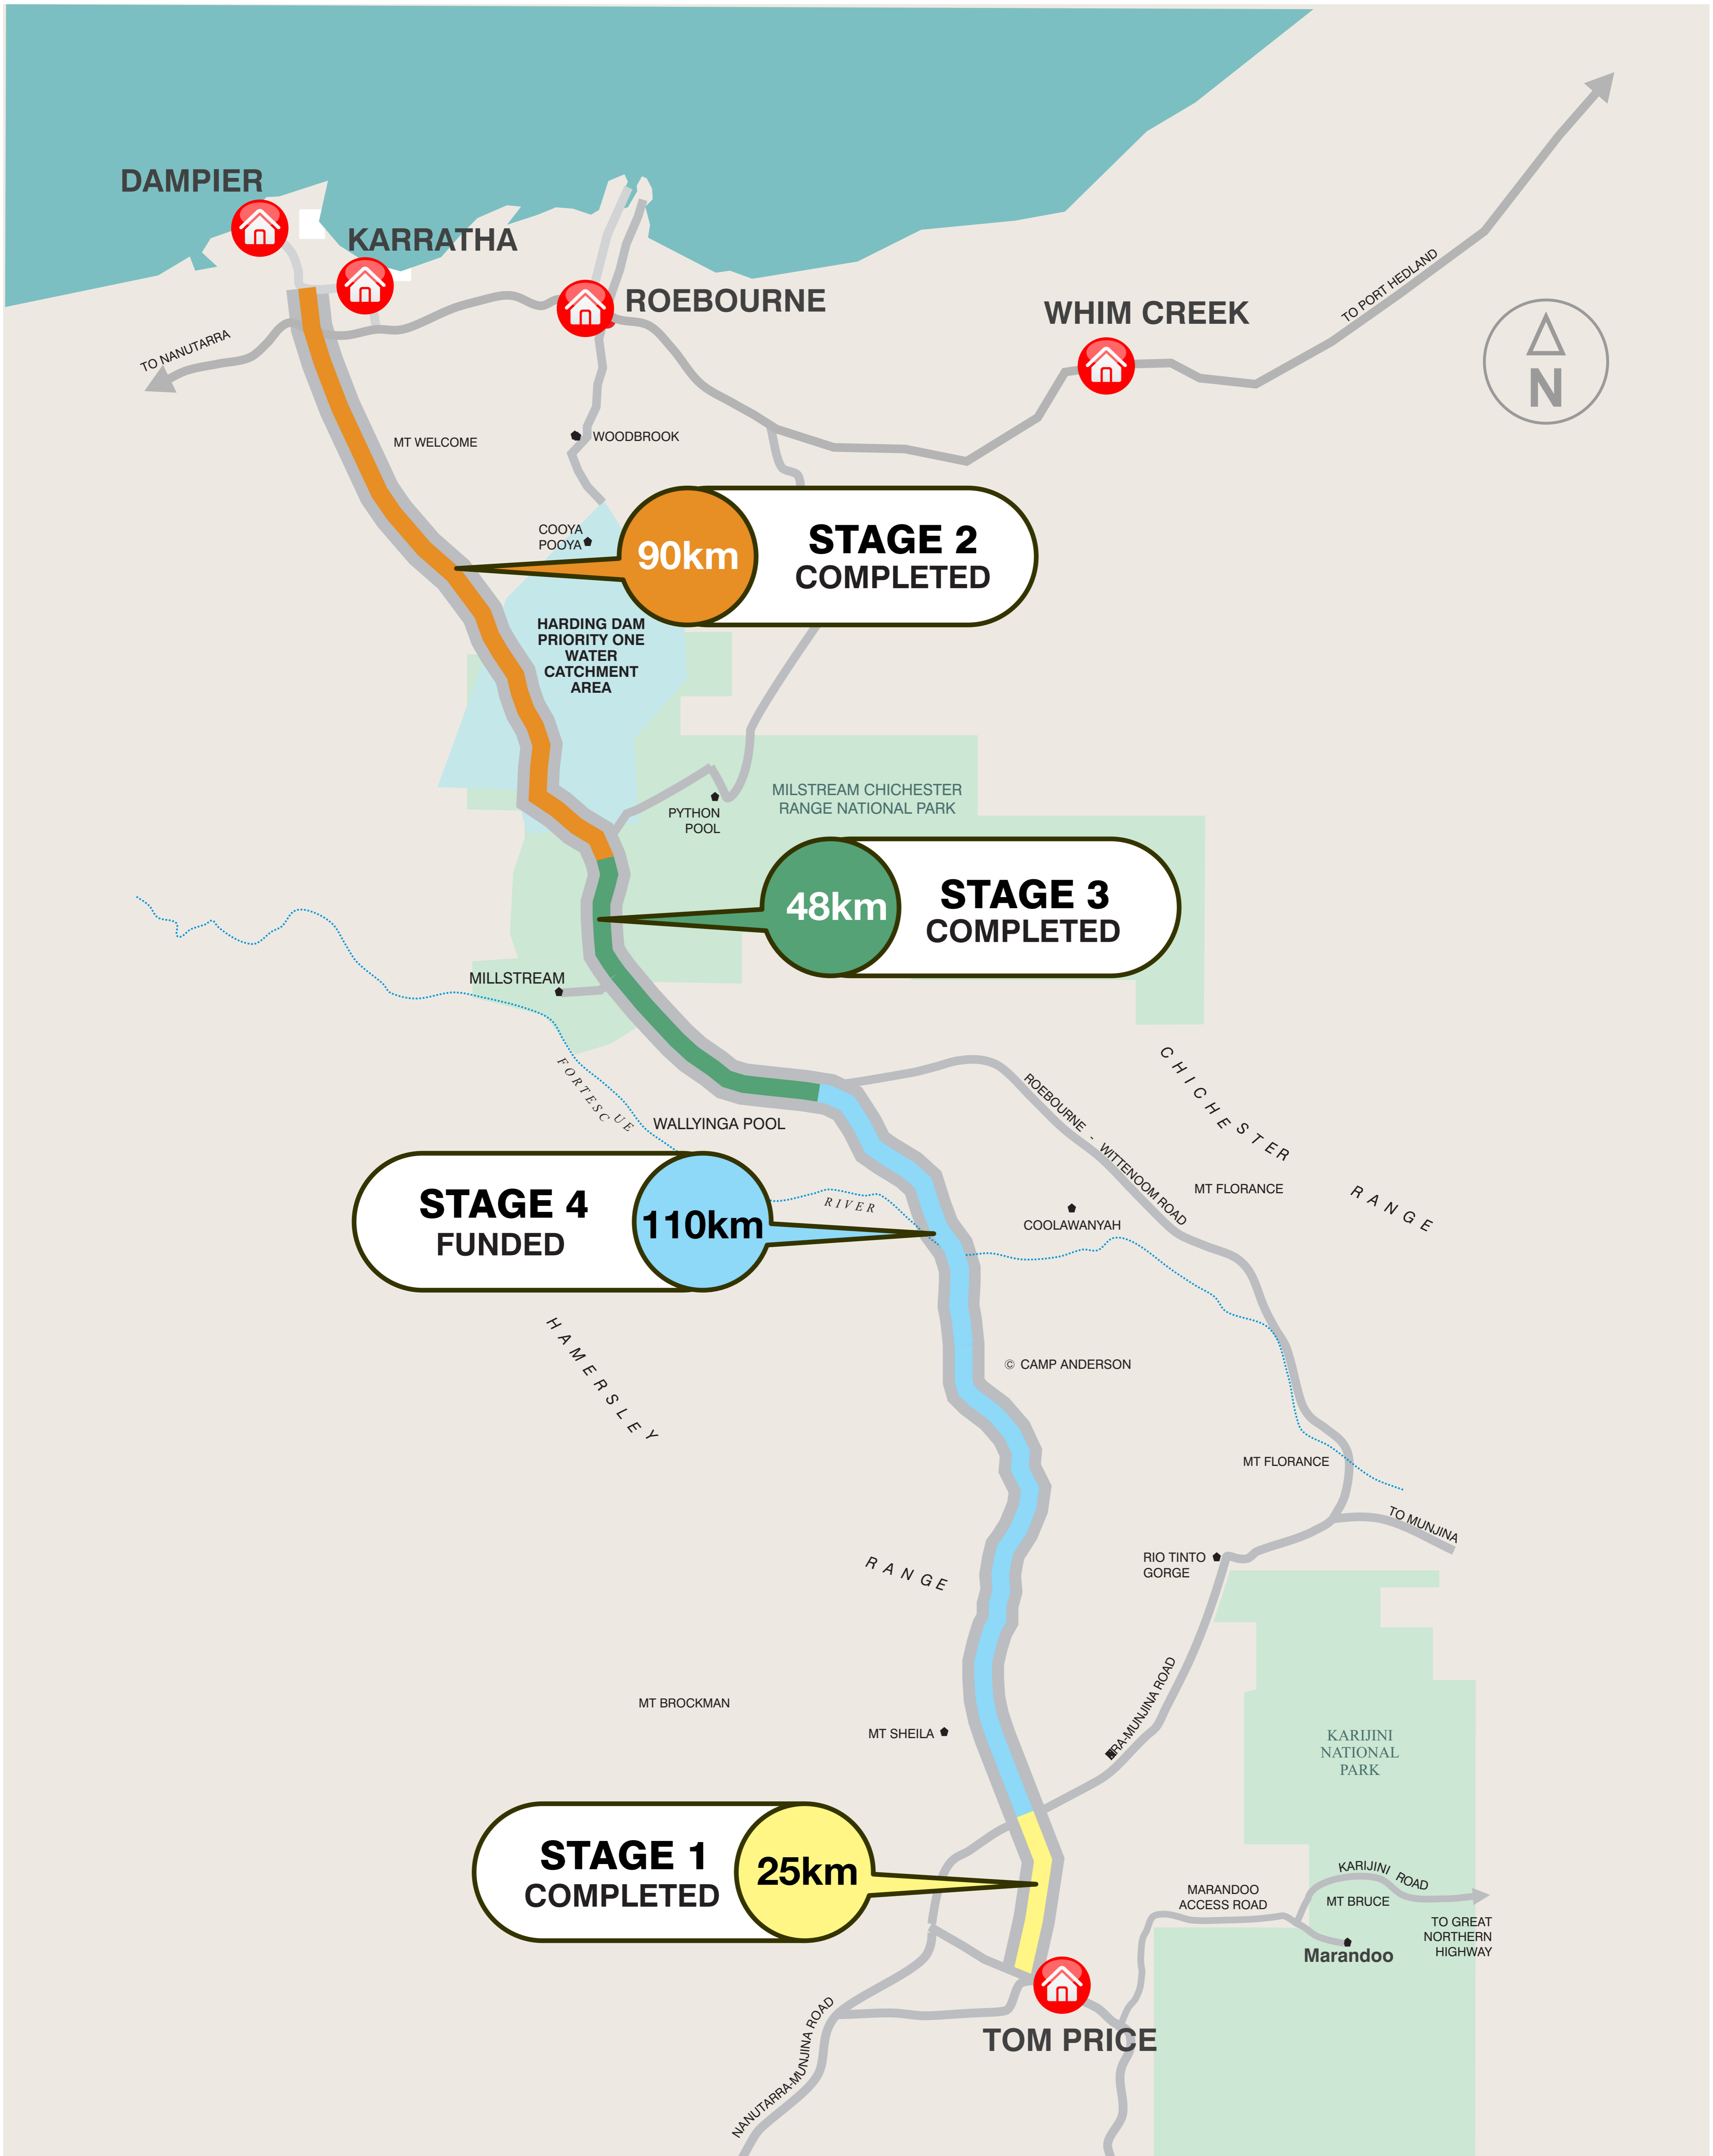 DAMPIER
KARRATHA
ROEBOURNE
WHIM CREEK
TO PORT HEDLAND
TO NANUTARRA
N
MT WELCOME
WOODBROOK
COOYA
POOYA
90km
STAGE 2
COMPLETED
HARDING DAM
PRIORITY ONE
WATER
CATCHMENT
AREA
MILSTREAM CHICHESTER
RANGE NATIONAL PARK
PYTHON
POOL
48km
STAGE 3
COMPLETED
MILLSTREAM
FORTESCUE
WALLYINGA POOL
ROEBOURNE - WITTENOOM ROAD
CHICHESTER
RANGE
MT FLORANCE
STAGE 4
FUNDED
110km
RIVER
COOLAWANYAH
HAMERSLEY
© CAMP ANDERSON
MT FLORANCE
TO MUNJINA
RANGE
RIO TINTO
GORGE
MT BROCKMAN
MT SHEILA
RA-MUNJINA ROAD
KARIJINI
NATIONAL
PARK
STAGE 1
COMPLETED
25km
KARIJINI ROAD
MARANDOO
ACCESS ROAD
MT BRUCE
TO GREAT
NORTHERN
HIGHWAY
Marandoo
TOM PRICE
NANUTARRA-MUNJINA ROAD